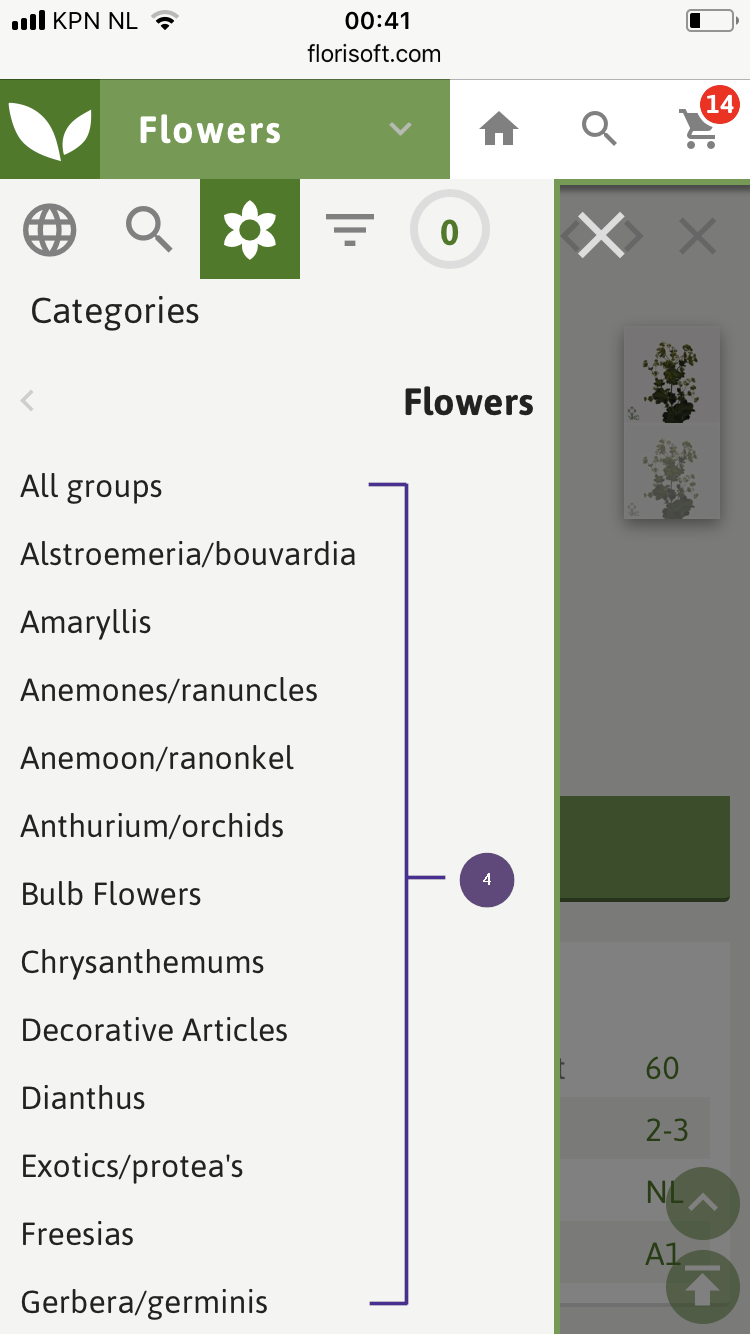 KPN NL 00:41
florisoft.com
Flowers 14
0
Categories
Flowers
All groups
Alstroemeria/bouvardia
Amaryllis
Anemones/ranuncles
Anemoon/ranonkel
Anthurium/orchids
4
Bulb Flowers
Chrysanthemums
Decorative Articles
t 60
Dianthus
2-3
Exotics/protea's
NL
Freesias
A1
Gerbera/germinis